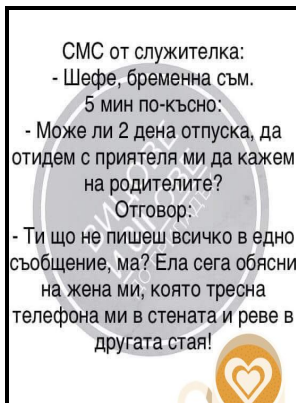 СМС от служителка:
- Шефе, бременна съм.
5 мин по-късно:
- Може ли 2 дена отпуска, да
отидем с приятеля ми да кажем
на родителите?
Отговор:
- Ти що не пишеш всичко в едно
съобщение, ма? Ела сега обясни
на жена ми, която тресна
телефона ми в стената и реве в
другата стая!